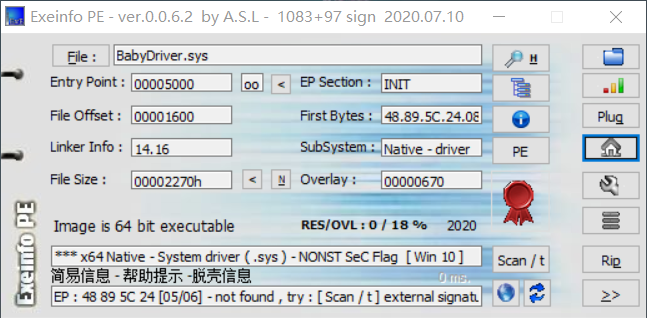 Exeinfo PE - ver.0.0.6.2 by A.S.L - 1083+97 sign 2020.07.10
File : BabyDriver.sys H
Entry Point : 00005000 oo < EP Section : INIT
File Offset : 00001600 First Bytes : 48.89.5C.24.08 Plug
Linker Info : 14.16 SubSystem : Native - driver PE
File Size : 00002270h < N Overlay : 00000670
Image is 64 bit executable RES/OVL : 0 / 18 % 2020
*** x64 Native - System driver ( .sys ) - NONST SeC Flag [ Win 10 ] Scan / t Rip
简易信息 - 帮助提示 -脱壳信息 0 ms.
EP : 48 89 5C 24 [05/06] - not found , try : [ Scan / t ] external signatu >>
Exeinfo PE